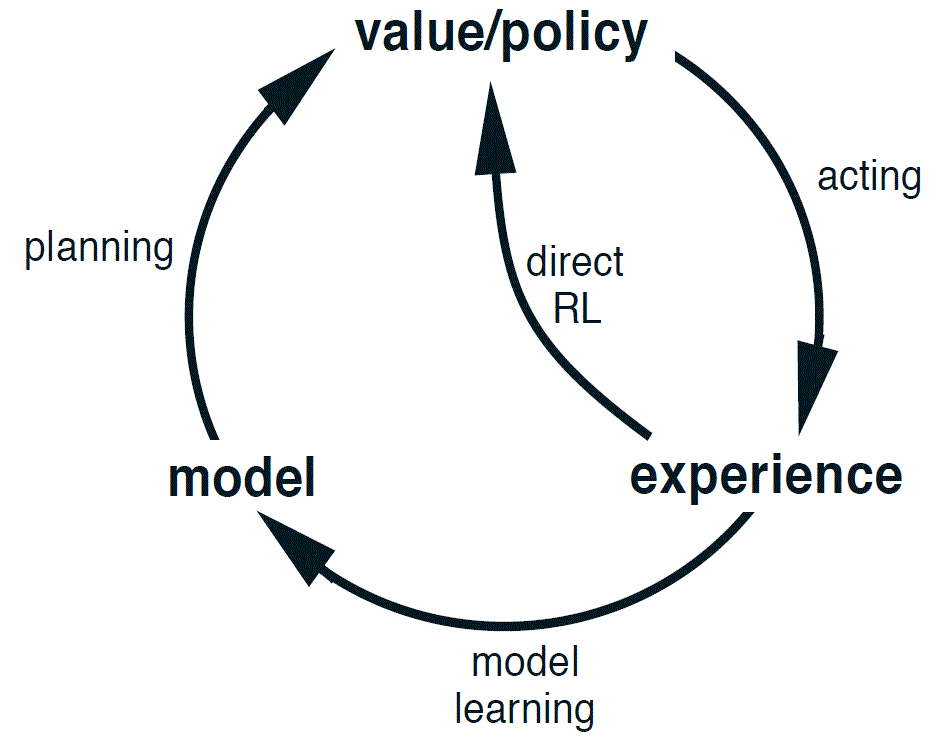 value/policy
acting
planning
direct
RL
model
experience
model
learning